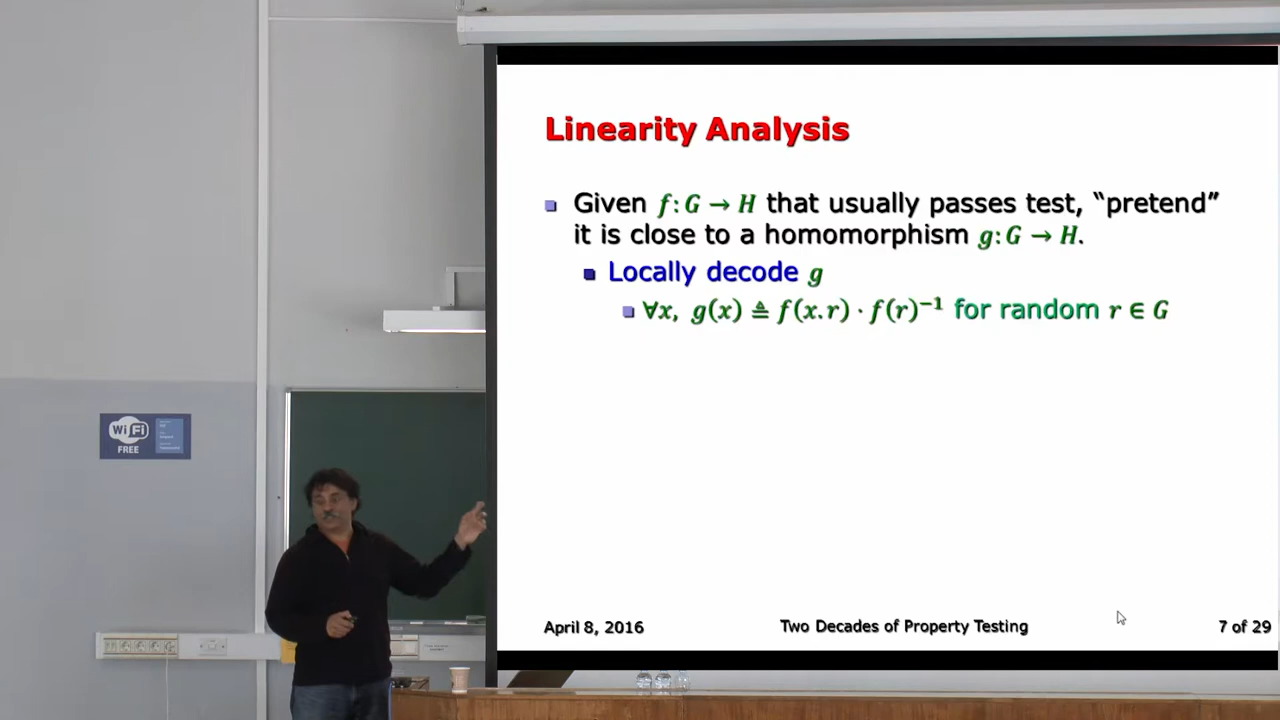 Linearity Analysis
Given f: G → H that usually passes test, “pretend”
it is close to a homomorphism g: G → H.
Locally decode g
∀x, g(x) ≜ f(x.r) · f(r)⁻¹ for random r ∈ G
WiFi
FREE
April 8, 2016
Two Decades of Property Testing
7 of 29